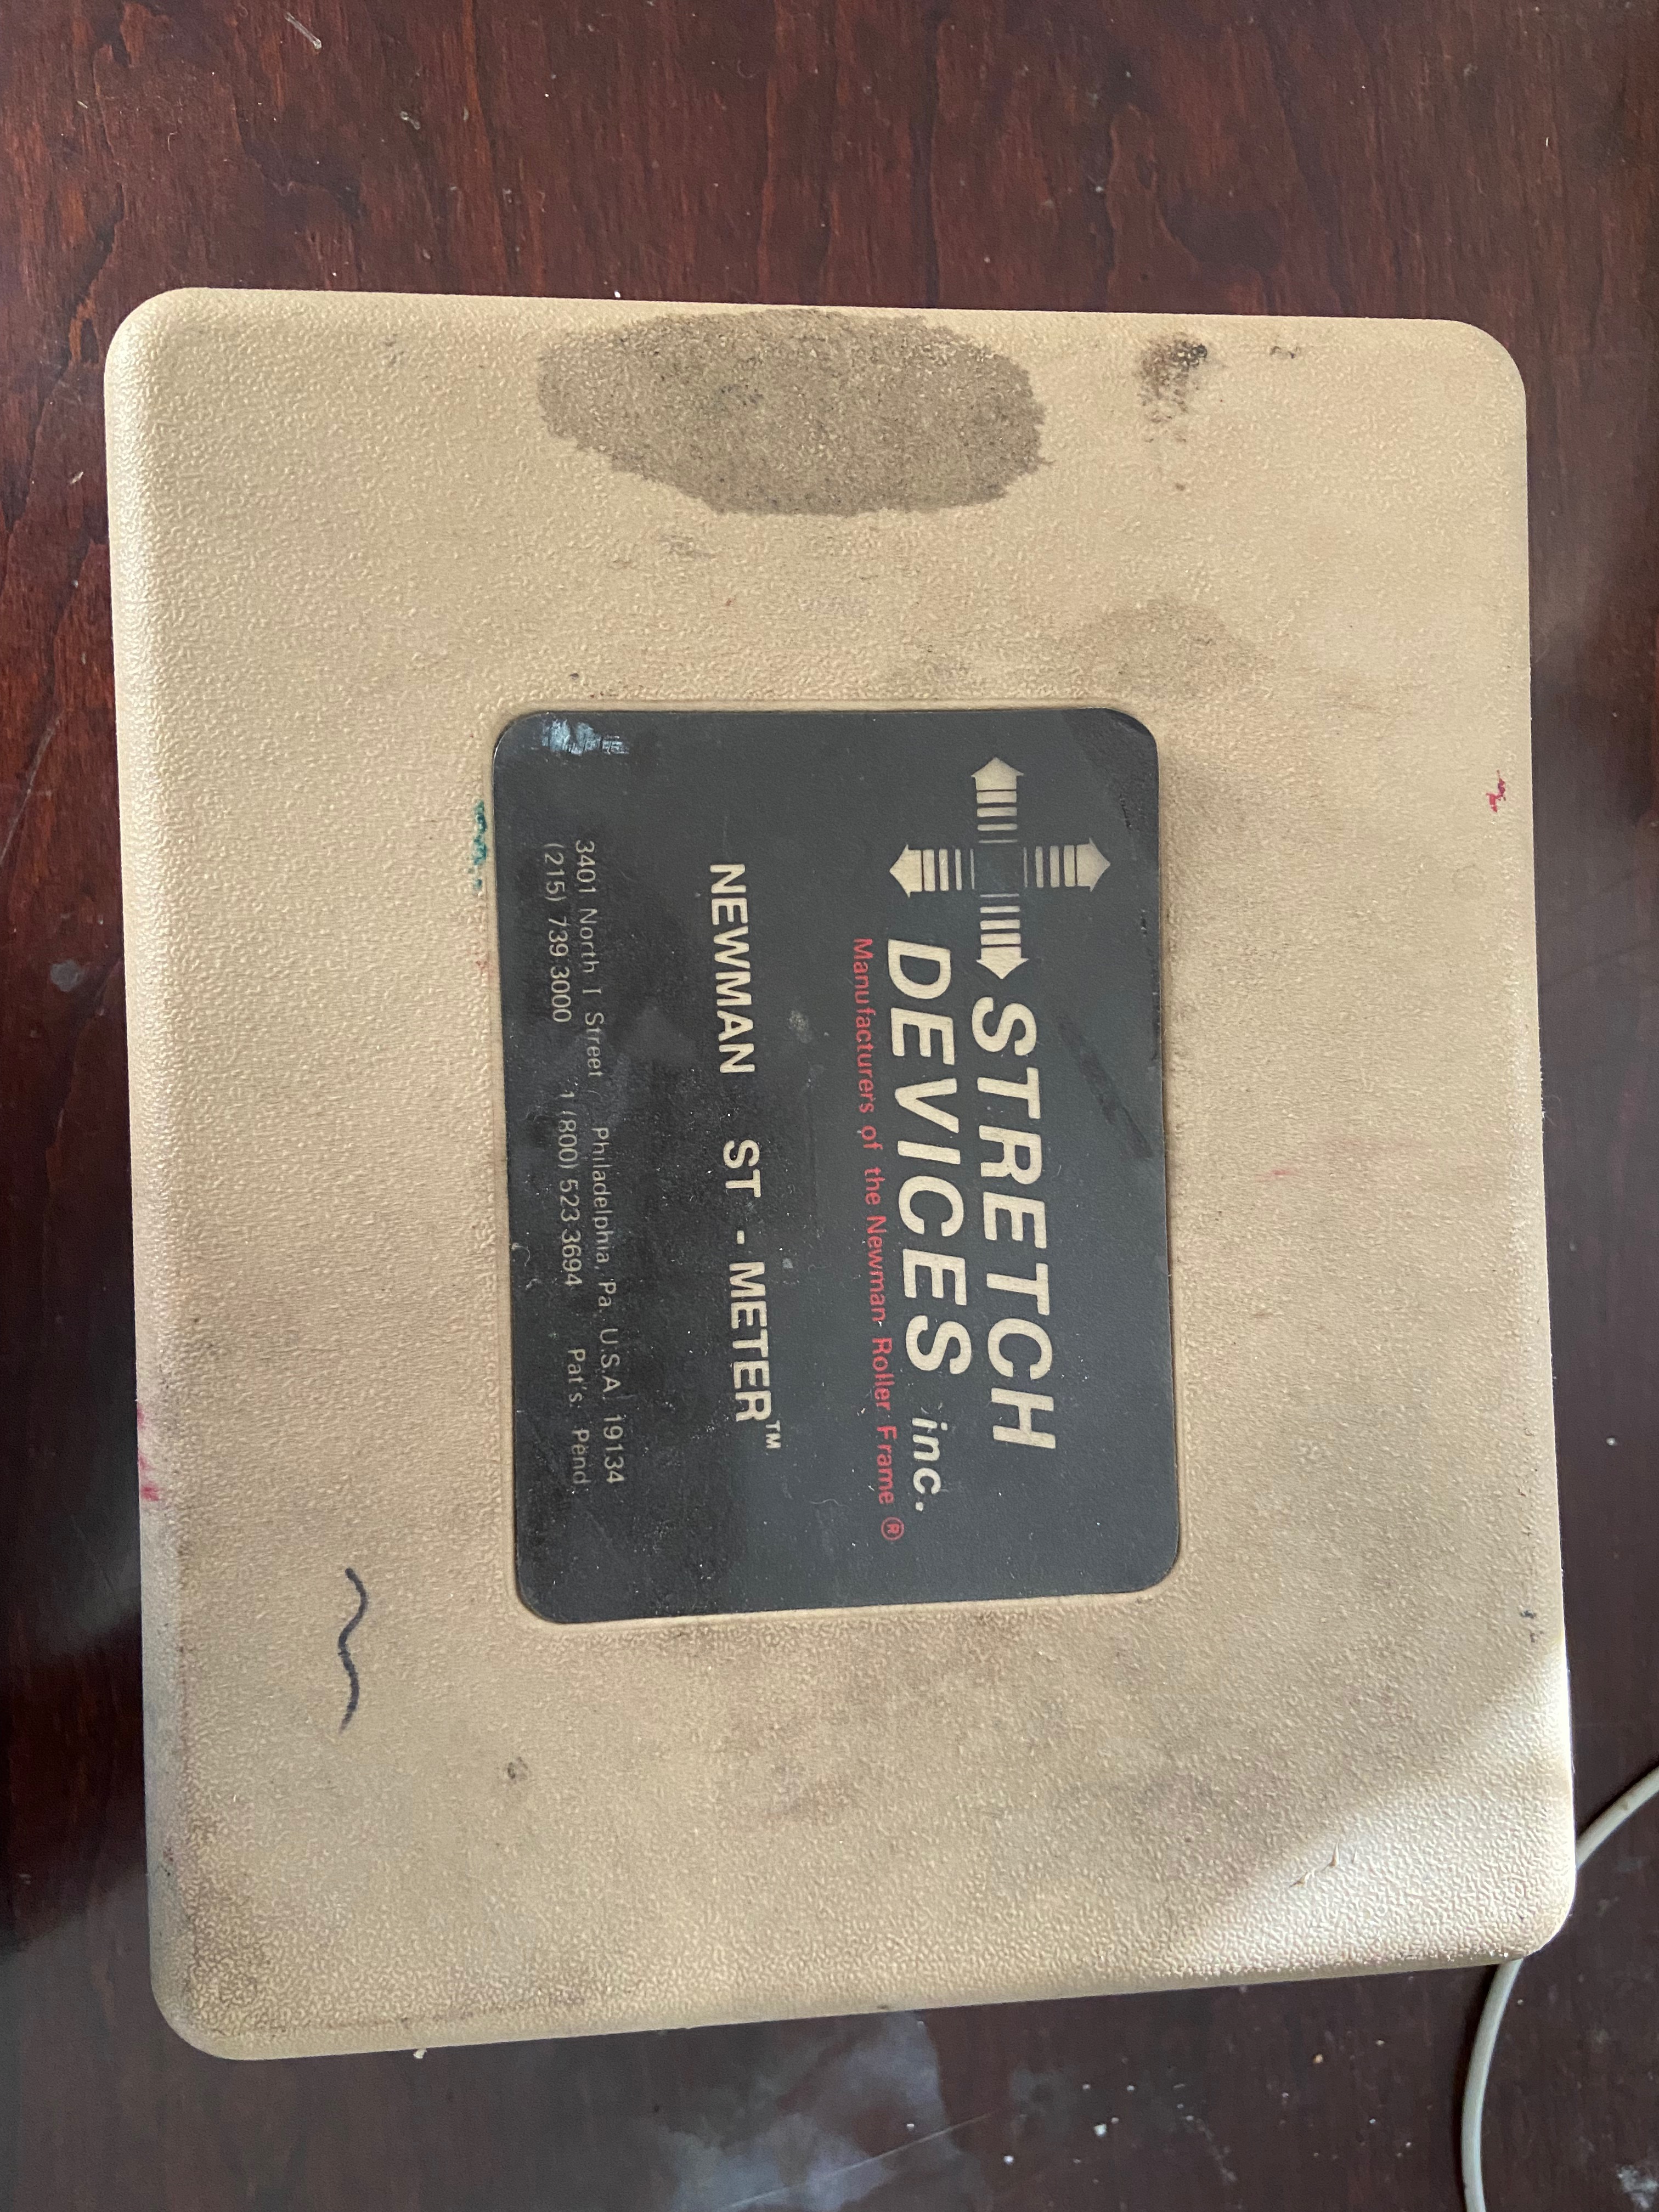 STRETCH
DEVICES inc.
Manufacturers of the Newman Roller Frame ®
NEWMAN ST-METER™
3401 North I Street Philadelphia, Pa. U.S.A. 19134
(215) 739-3000 1 (800) 523-3694 Pat's. Pend.